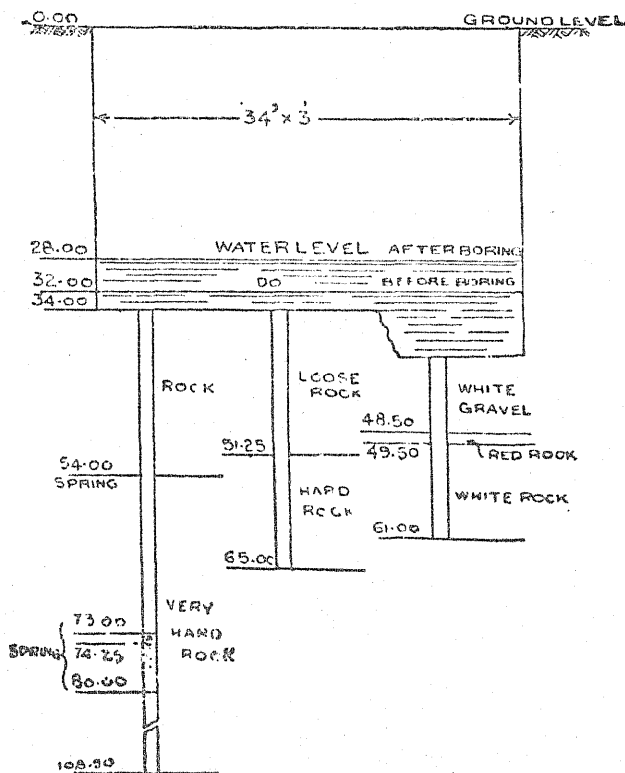 0.00
GROUND LEVEL
34' x 3'
28.00
WATER LEVEL AFTER BORING
32.00
DO BEFORE BORING
34.00
ROCK
LOOSE
ROCK
WHITE
GRAVEL
48.50
51.25
49.50
RED ROCK
54.00
SPRING
HARD
ROCK
WHITE ROCK
61.00
65.00
VERY
HARD
ROCK
73.00
SPRING
74.25
80.00
108.90